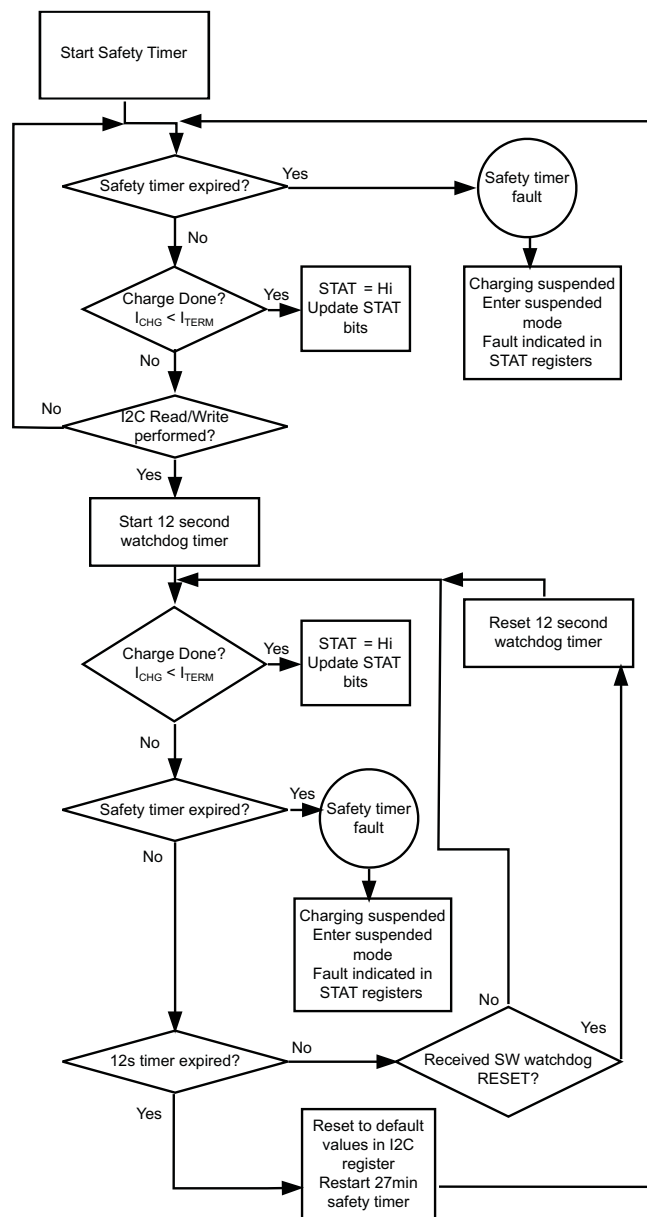 Start Safety Timer
Safety timer expired?
Yes
Safety timer
fault
No
Charging suspended
Enter suspended
mode
Fault indicated in
STAT registers
Charge Done?
I_CHG < I_TERM
Yes
STAT = Hi
Update STAT
bits
No
I2C Read/Write
performed?
No
Yes
Start 12 second
watchdog timer
Reset 12 second
watchdog timer
Charge Done?
I_CHG < I_TERM
Yes
STAT = Hi
Update STAT
bits
No
Safety timer expired?
Yes
Safety timer
fault
No
Charging suspended
Enter suspended
mode
Fault indicated in
STAT registers
12s timer expired?
No
Received SW watchdog
RESET?
No
Yes
Yes
Reset to default
values in I2C
register
Restart 27min
safety timer